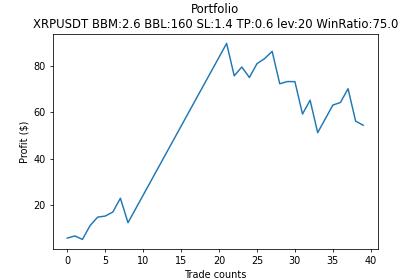 Portfolio
XRPUSDT BBM:2.6 BBL:160 SL:1.4 TP:0.6 lev:20 WinRatio:75.0
Profit ($)
80
60
40
20
0 5 10 15 20 25 30 35 40
Trade counts